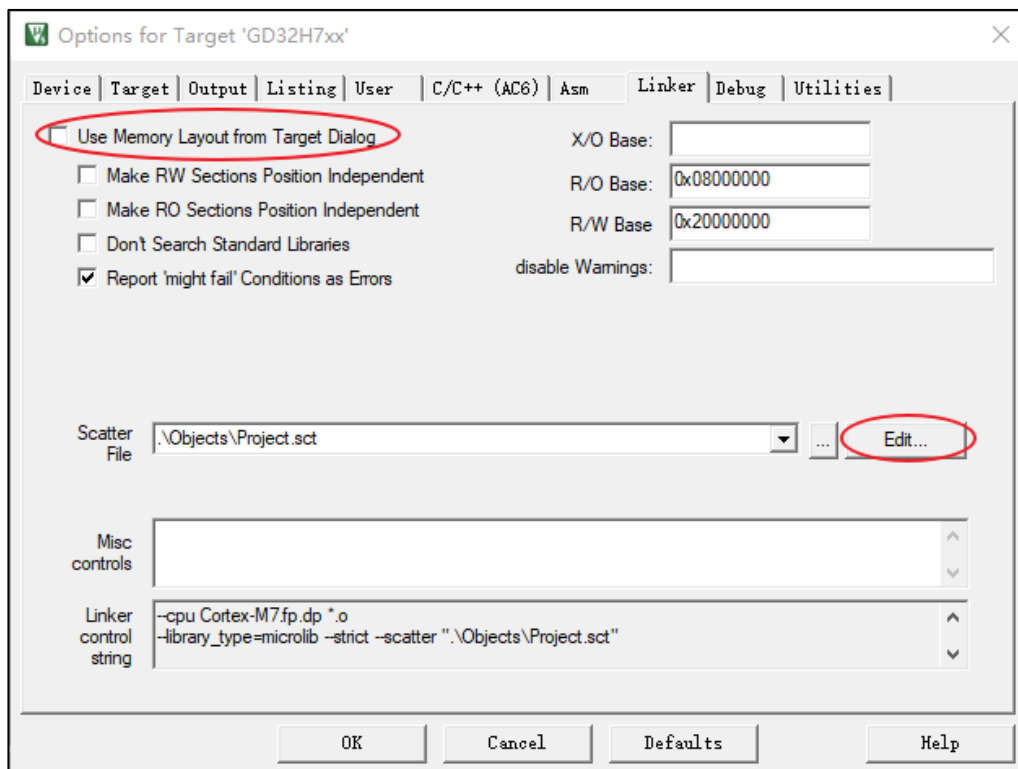 Options for Target 'GD32H7xx'
Device Target Output Listing User C/C++ (AC6) Asm Linker Debug Utilities
Use Memory Layout from Target Dialog
Make RW Sections Position Independent
Make RO Sections Position Independent
Don't Search Standard Libraries
Report 'might fail' Conditions as Errors
X/O Base:
R/O Base: 0x08000000
R/W Base 0x20000000
disable Warnings:
Scatter
File
.\Objects\Project.sct
...
Edit...
Misc
controls
Linker
control
string
--cpu Cortex-M7.fp.dp *.o
--library_type=microlib --strict --scatter ".\Objects\Project.sct"
OK Cancel Defaults Help